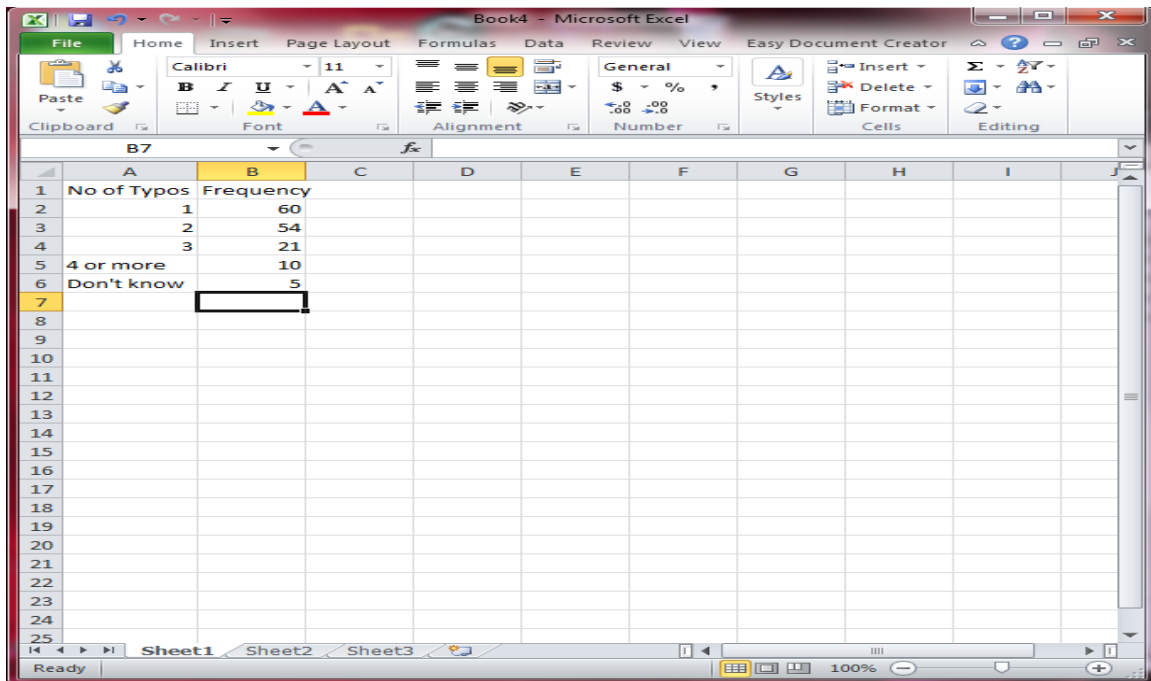 Book4 - Microsoft Excel
File Home Insert Page Layout Formulas Data Review View Easy Document Creator
Paste
Clipboard
Calibri 11
B I U A A
A
Font
Alignment
General
$ % ,
.0 .00 .00 .0
Number
A
Styles
Insert
Delete
Format
Cells
Σ A Z
Editing
B7 fx
A B C D E F G H I J
1 No of Typos Frequency
2 1 60
3 2 54
4 3 21
5 4 or more 10
6 Don't know 5
7
8
9
10
11
12
13
14
15
16
17
18
19
20
21
22
23
24
25
Sheet1 Sheet2 Sheet3
Ready 100%